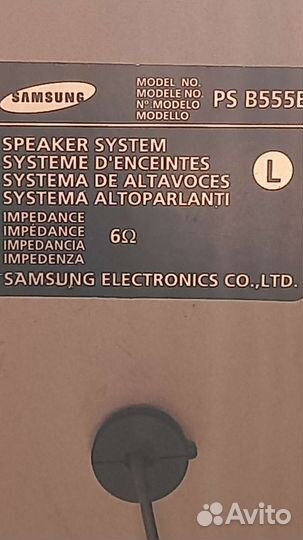 SAMSUNG
MODEL NO.
MODELE NO.
Nº.MODELO
MODELLO
PS B555E
SPEAKER SYSTEM
SYSTEME D'ENCEINTES
SYSTEMA DE ALTAVOCES
SYSTEMA ALTOPARLANTI
L
IMPEDANCE
IMPÉDANCE
IMPEDANCIA
IMPEDENZA
6Ω
SAMSUNG ELECTRONICS CO.,LTD.
Avito